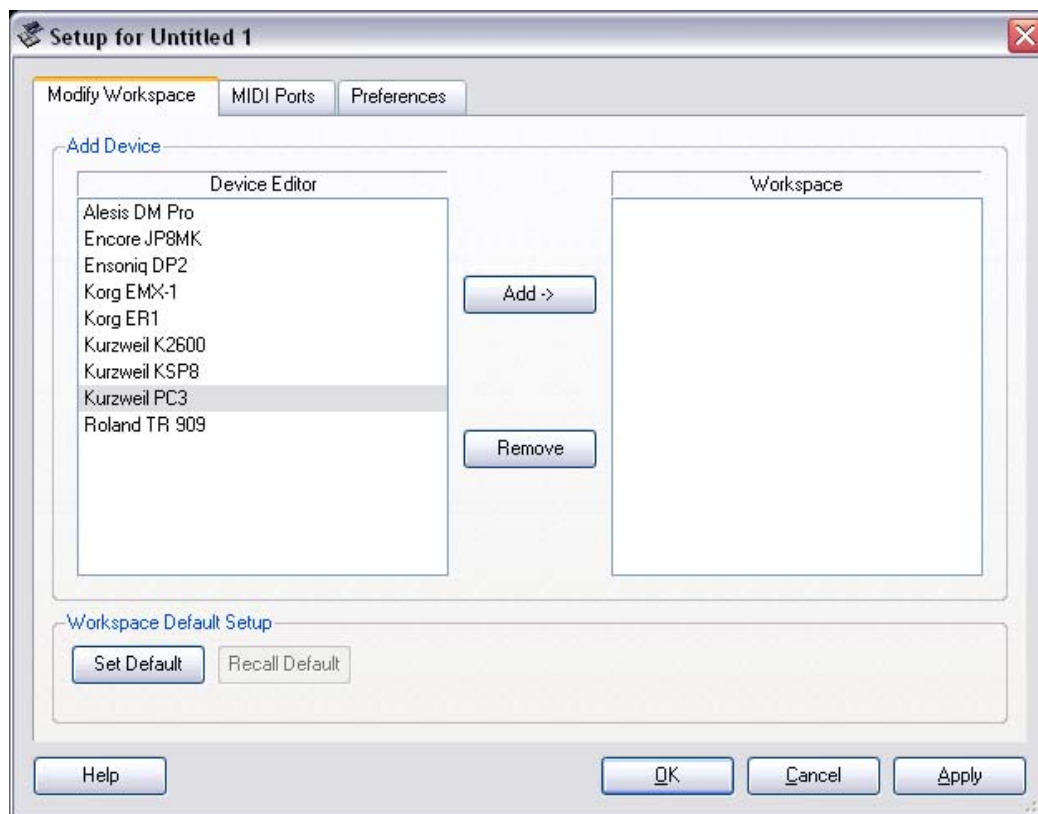 Setup for Untitled 1
Modify Workspace MIDI Ports Preferences
Add Device
Device Editor Workspace
Alesis DM Pro
Encore JP8MK
Ensoniq DP2
Korg EMX-1
Korg ER1
Kurzweil K2600
Kurzweil KSP8
Kurzweil PC3
Roland TR 909
Add ->
Remove
Workspace Default Setup
Set Default Recall Default
Help OK Cancel Apply